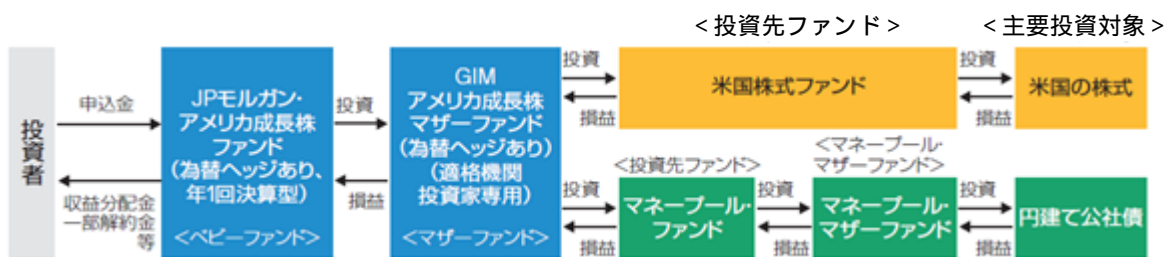 <投資先ファンド>
<主要投資対象>
投資者
申込金
収益分配金
一部解約金
等
JPモルガン・
アメリカ成長株
ファンド
(為替ヘッジあり、
年1回決算型)
<ベビーファンド>
投資
損益
GIM
アメリカ成長株
マザーファンド
(為替ヘッジあり)
(適格機関
投資家専用)
<マザーファンド>
投資
損益
米国株式ファンド
投資
損益
米国の株式
投資
損益
<投資先ファンド>
マネープール・
ファンド
投資
損益
<マネープール・
マザーファンド>
マネープール・
マザーファンド
投資
損益
円建て公社債